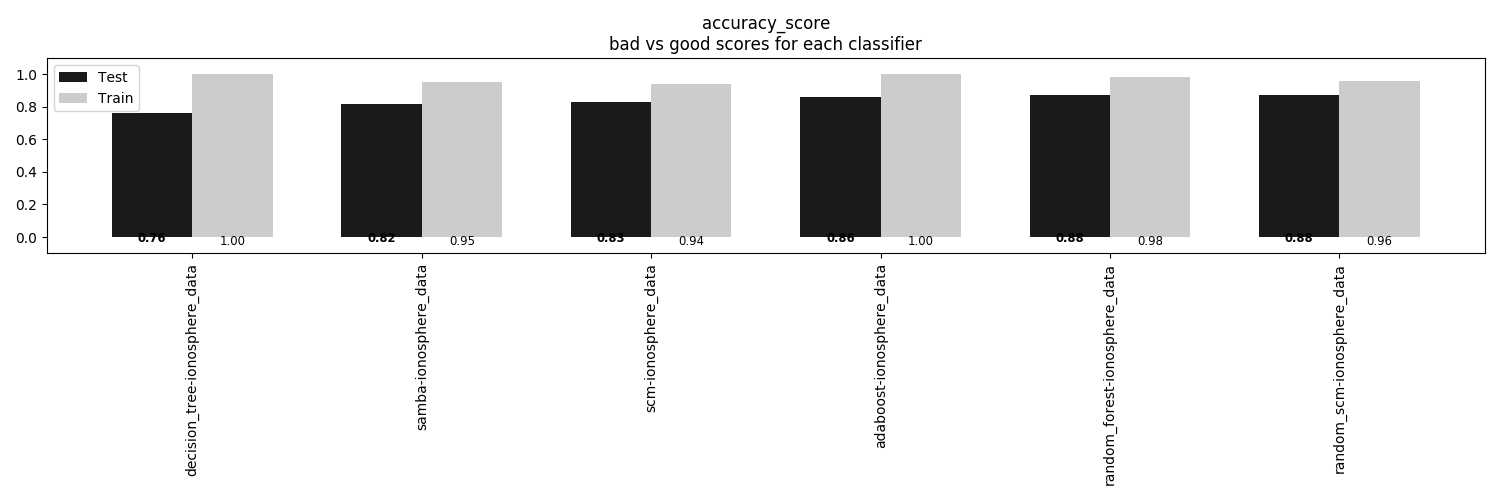 accuracy_score
bad vs good scores for each classifier
Test
Train
1.0
0.8
0.6
0.4
0.2
0.0
0.76 1.00 0.82 0.95 0.83 0.94 0.86 1.00 0.88 0.98 0.88 0.96
decision_tree-ionosphere_data
samba-ionosphere_data
scm-ionosphere_data
adaboost-ionosphere_data
random_forest-ionosphere_data
random_scm-ionosphere_data